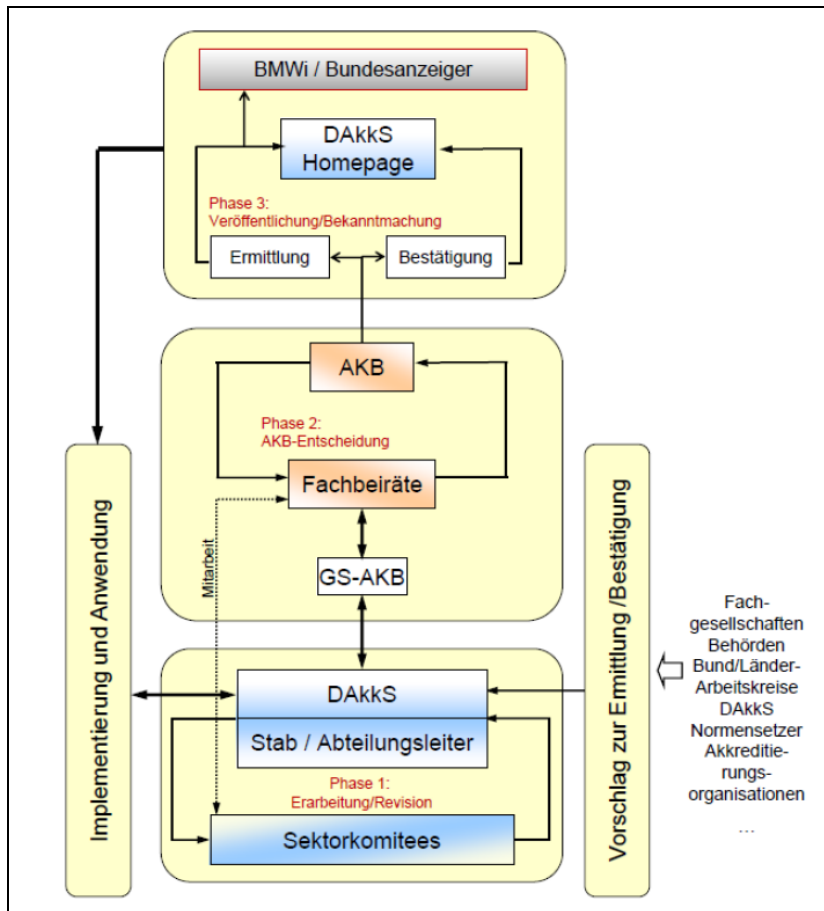 BMWi / Bundesanzeiger
DAkkS
Homepage
Phase 3:
Veröffentlichung/Bekanntmachung
Ermittlung
Bestätigung
AKB
Phase 2:
AKB-Entscheidung
Fachbeiräte
Mitarbeit
GS-AKB
Implementierung und Anwendung
DAkkS
Stab / Abteilungsleiter
Phase 1:
Erarbeitung/Revision
Sektorkomitees
Vorschlag zur Ermittlung /Bestätigung
Fach-
gesellschaften
Behörden
Bund/Länder-
Arbeitskreise
DAkkS
Normensetzer
Akkreditie-
rungs-
organisationen
...